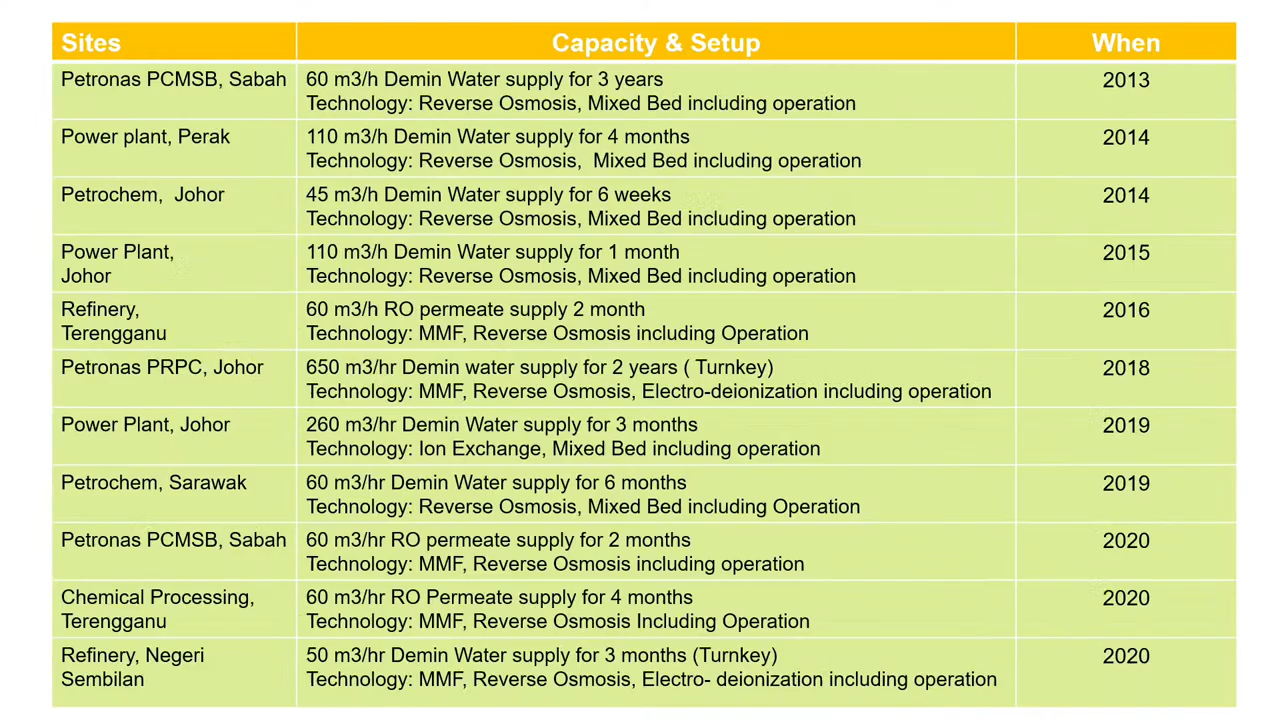 Sites Capacity & Setup When
Petronas PCMSB, Sabah 60 m3/h Demin Water supply for 3 years 2013
Technology: Reverse Osmosis, Mixed Bed including operation
Power plant, Perak 110 m3/h Demin Water supply for 4 months 2014
Technology: Reverse Osmosis,  Mixed Bed including operation
Petrochem,  Johor 45 m3/h Demin Water supply for 6 weeks 2014
Technology: Reverse Osmosis, Mixed Bed including operation
Power Plant, 110 m3/h Demin Water supply for 1 month 2015
Johor Technology: Reverse Osmosis, Mixed Bed including operation
Refinery, 60 m3/h RO permeate supply 2 month 2016
Terengganu Technology: MMF, Reverse Osmosis including Operation
Petronas PRPC, Johor 650 m3/hr Demin water supply for 2 years ( Turnkey) 2018
Technology: MMF, Reverse Osmosis, Electro-deionization including operation
Power Plant, Johor 260 m3/hr Demin Water supply for 3 months 2019
Technology: Ion Exchange, Mixed Bed including operation
Petrochem, Sarawak 60 m3/hr Demin Water supply for 6 months 2019
Technology: Reverse Osmosis, Mixed Bed including Operation
Petronas PCMSB, Sabah 60 m3/hr RO permeate supply for 2 months 2020
Technology: MMF, Reverse Osmosis including operation
Chemical Processing, 60 m3/hr RO Permeate supply for 4 months 2020
Terengganu Technology: MMF, Reverse Osmosis Including Operation
Refinery, Negeri 50 m3/hr Demin Water supply for 3 months (Turnkey) 2020
Sembilan Technology: MMF, Reverse Osmosis, Electro- deionization including operation